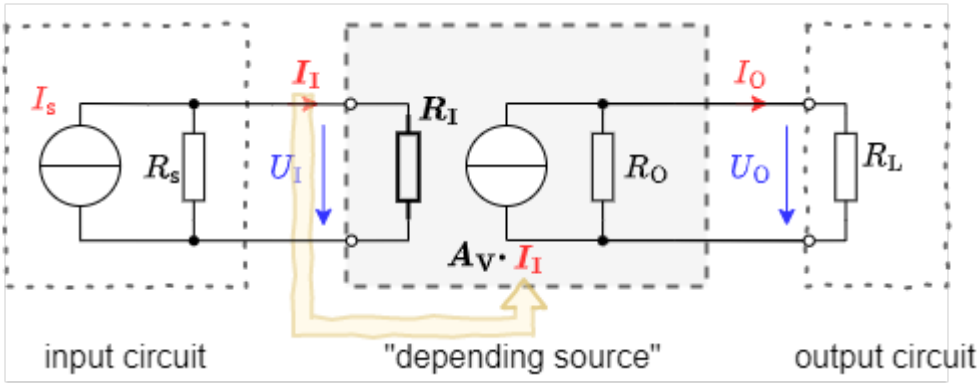 I_s
R_s
I_I
U_I
R_I
A_V · I_I
R_O
I_O
U_O
R_L
input circuit
"depending source"
output circuit